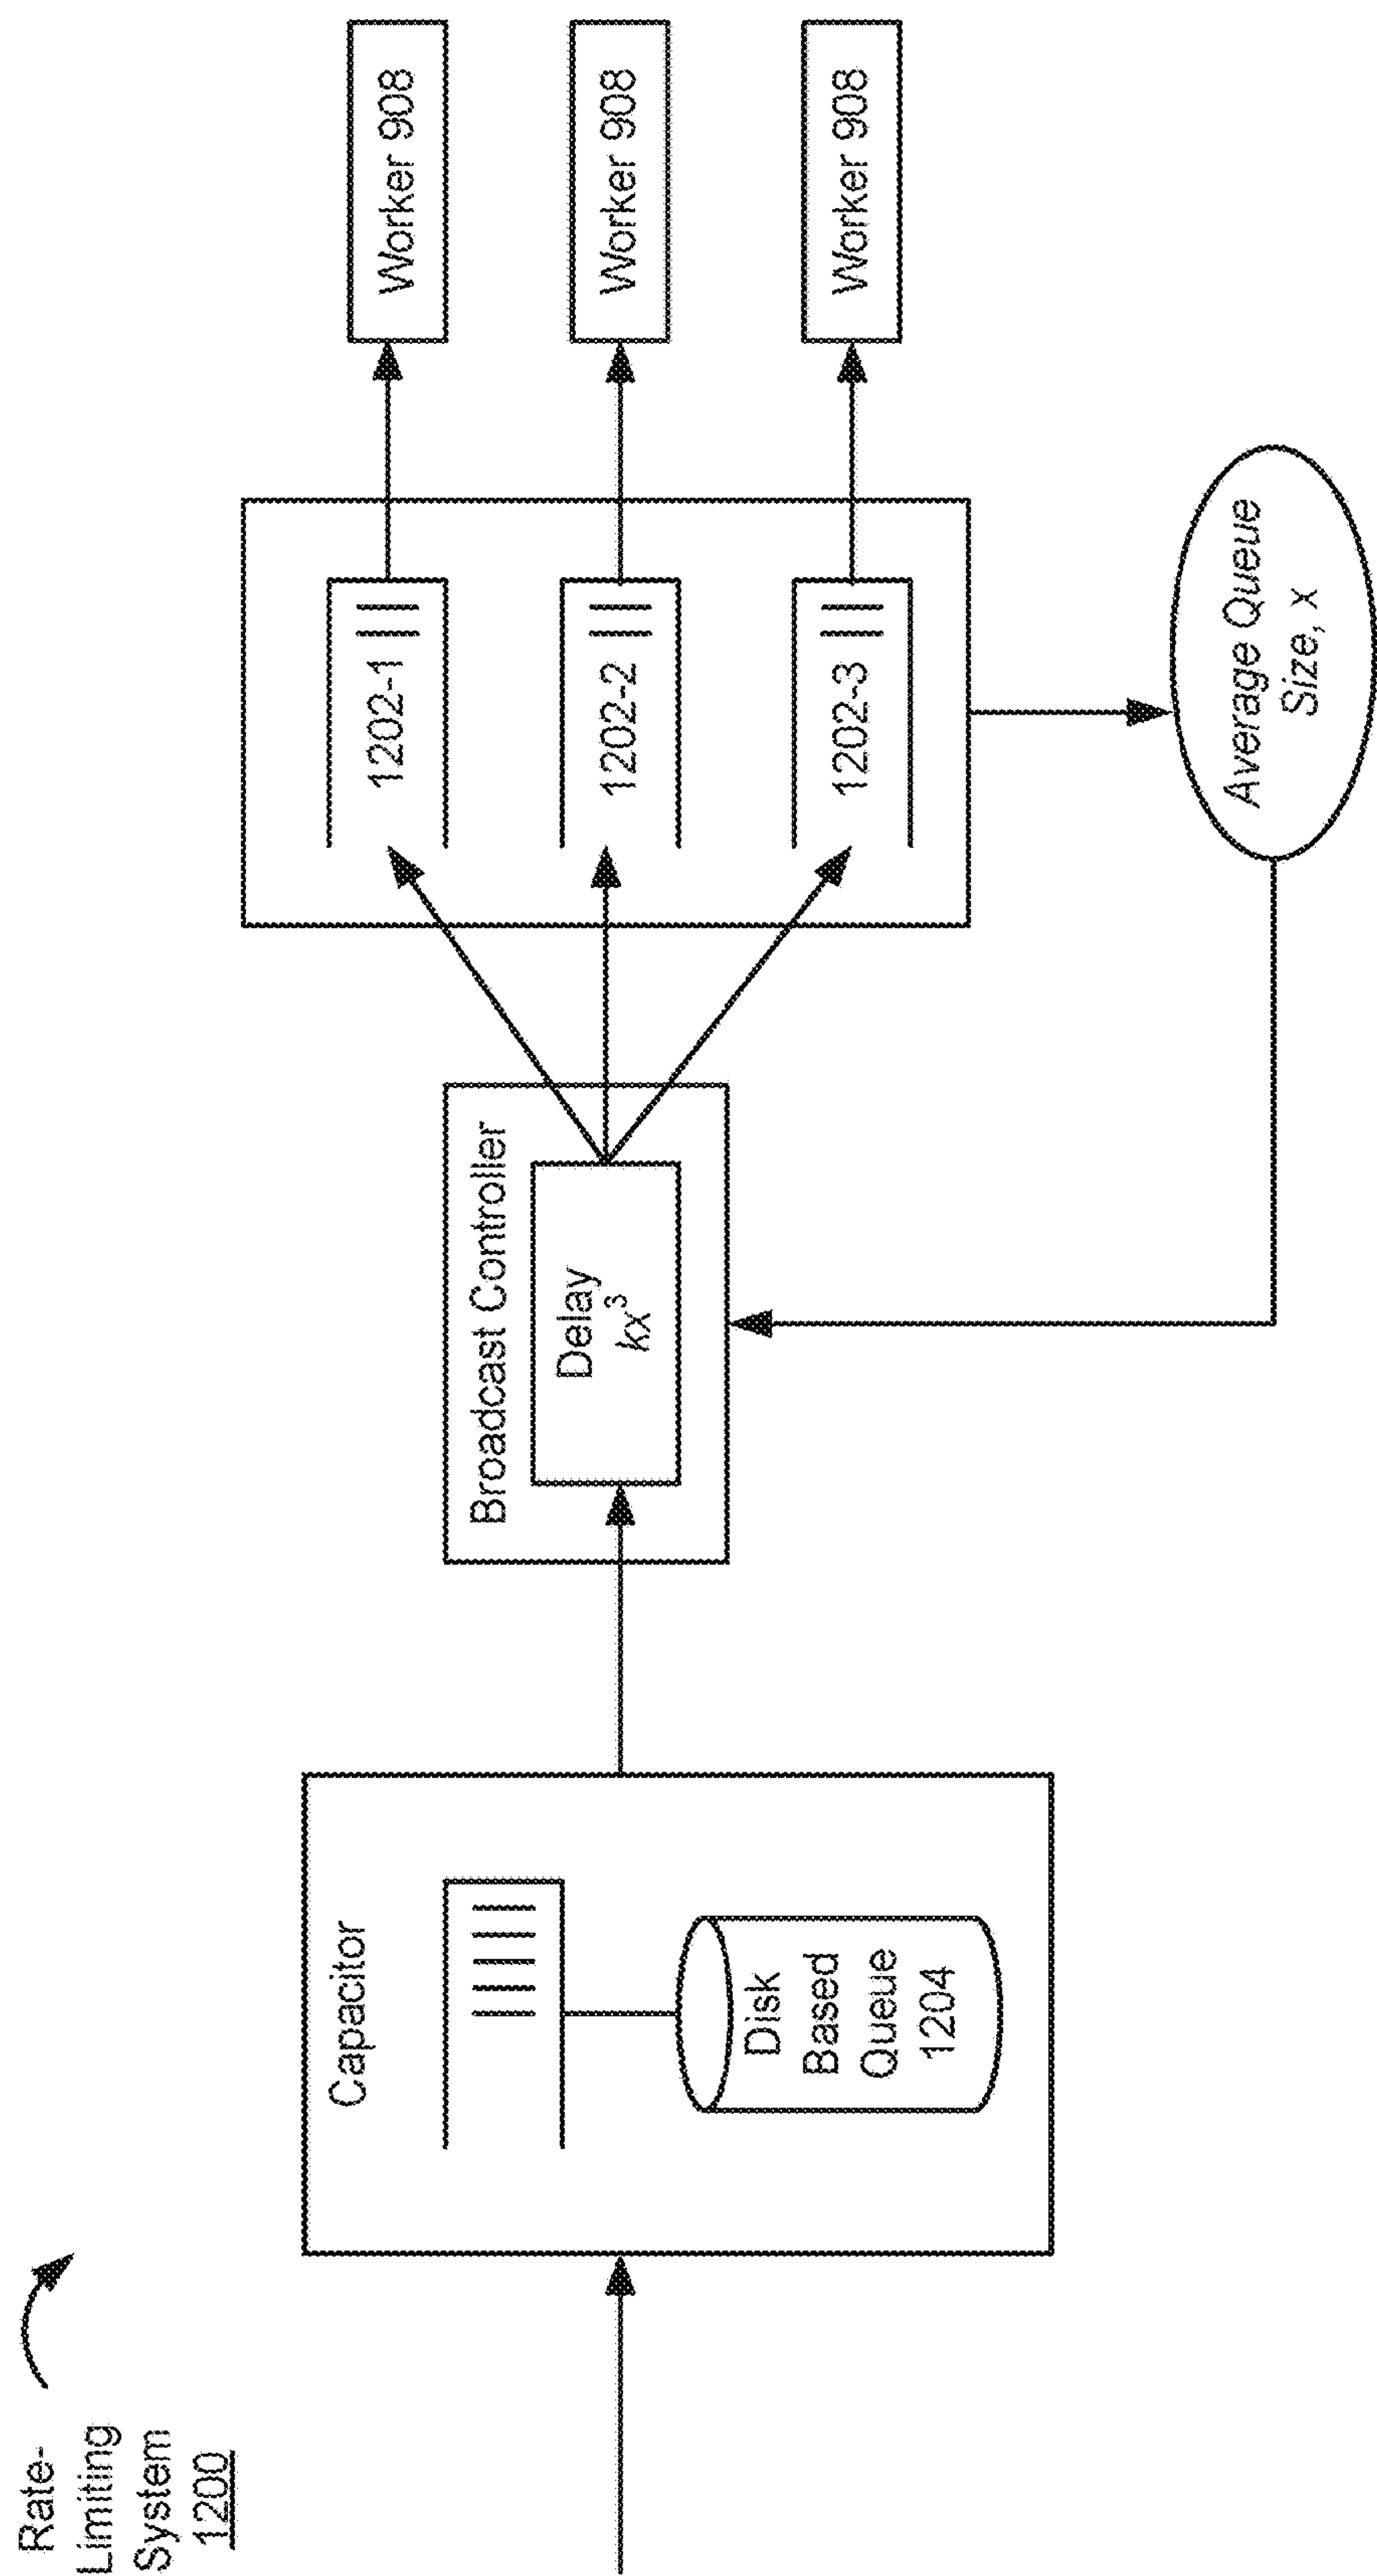 Rate-
Limiting
System
1200
Capacitor
Disk
Based
Queue
1204
Broadcast Controller
Delay
kx³
1202-1
1202-2
1202-3
Worker 908
Worker 908
Worker 908
Average Queue
Size, x